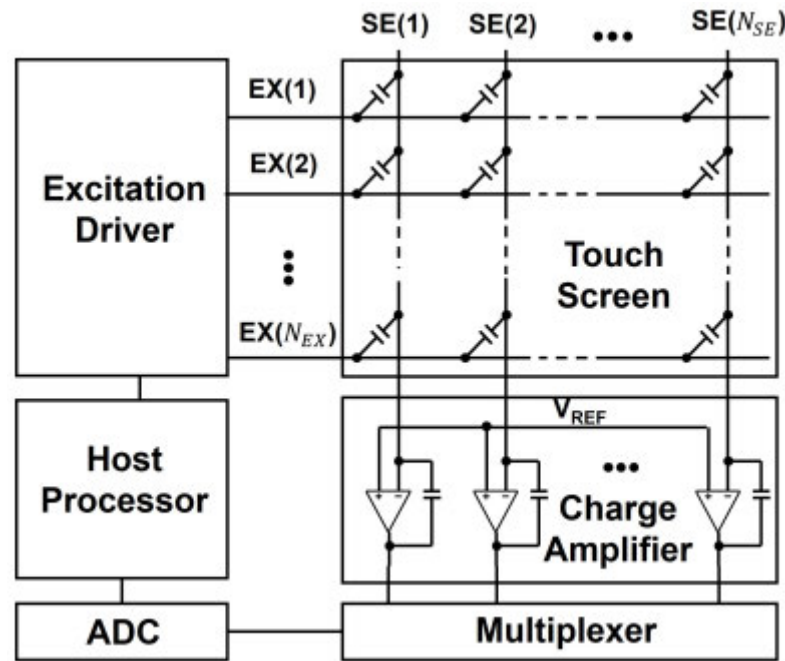 SE(1) SE(2) ••• SE(N_SE)
EX(1)
EX(2)
EX(N_EX)
Excitation
Driver
Touch
Screen
Host
Processor
V_REF
+ − + − + −
•••
Charge
Amplifier
ADC
Multiplexer